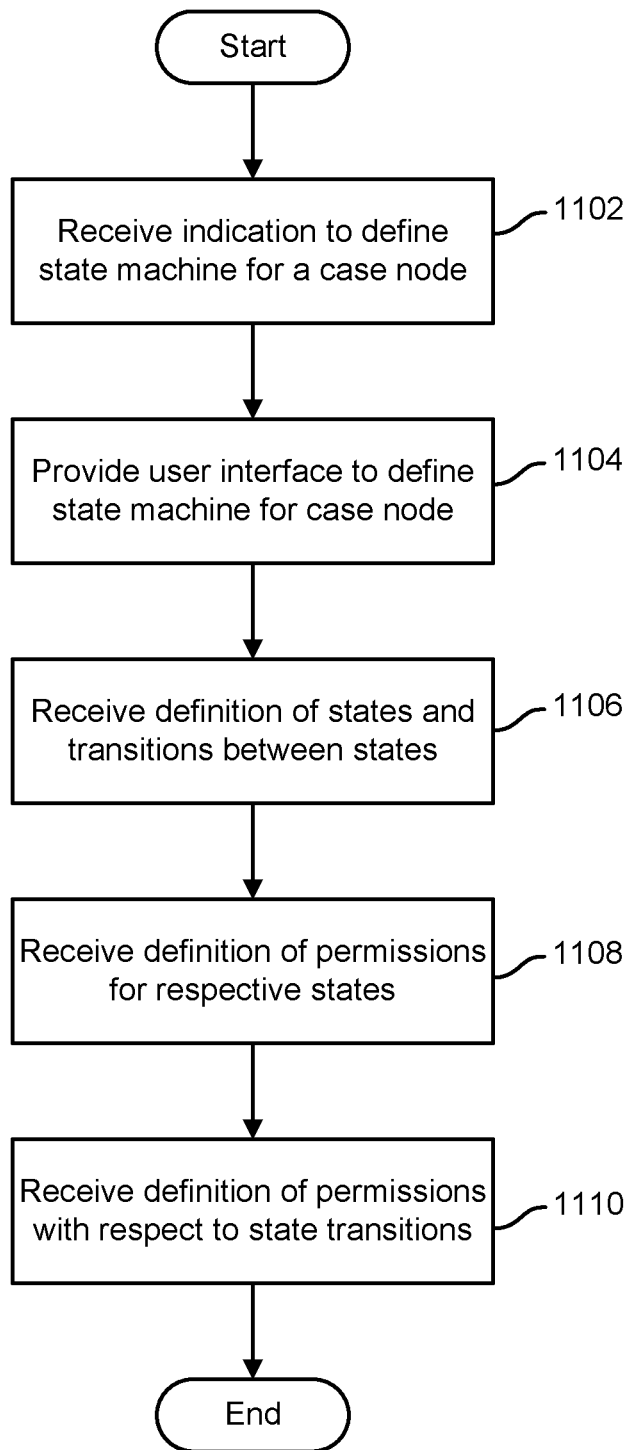 Start
Receive indication to define
state machine for a case node
1102
Provide user interface to define
state machine for case node
1104
Receive definition of states and
transitions between states
1106
Receive definition of permissions
for respective states
1108
Receive definition of permissions
with respect to state transitions
1110
End